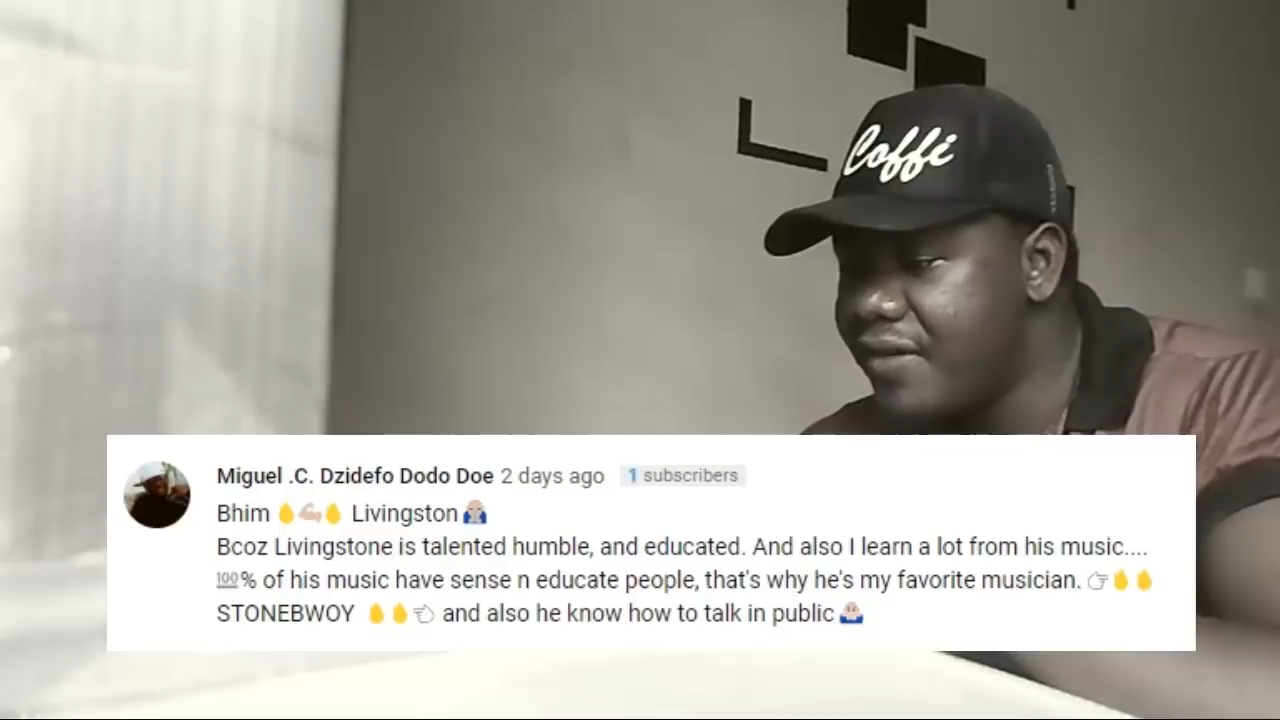 Coffi
Miguel .C. Dzidefo Dodo Doe 2 days ago 1 subscribers
Bhim ✋💪✋ Livingston 🤷
Bcoz Livingstone is talented humble, and educated. And also I learn a lot from his music....
💯% of his music have sense n educate people, that's why he's my favorite musician. 👉✋✋
STONEBWOY ✋✋👈 and also he know how to talk in public 🤷